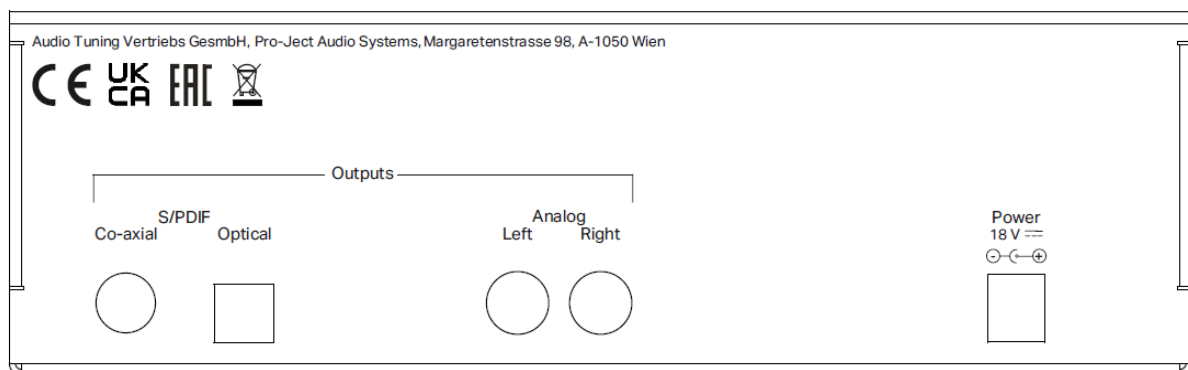 Audio Tuning Vertriebs GesmbH, Pro-Ject Audio Systems, Margaretenstrasse 98, A-1050 Wien
CE UK CA EAC
Outputs
S/PDIF Analog Power
Co-axial Optical Left Right 18 V ⎓
- +